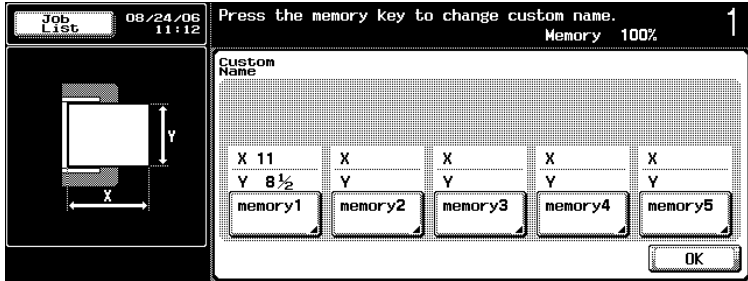 Job
List
08/24/06
11:12
Press the memory key to change custom name.
Memory 100%
1
Custom
Name
Y
X
X 11
Y 8½
memory1
X
Y
memory2
X
Y
memory3
X
Y
memory4
X
Y
memory5
OK